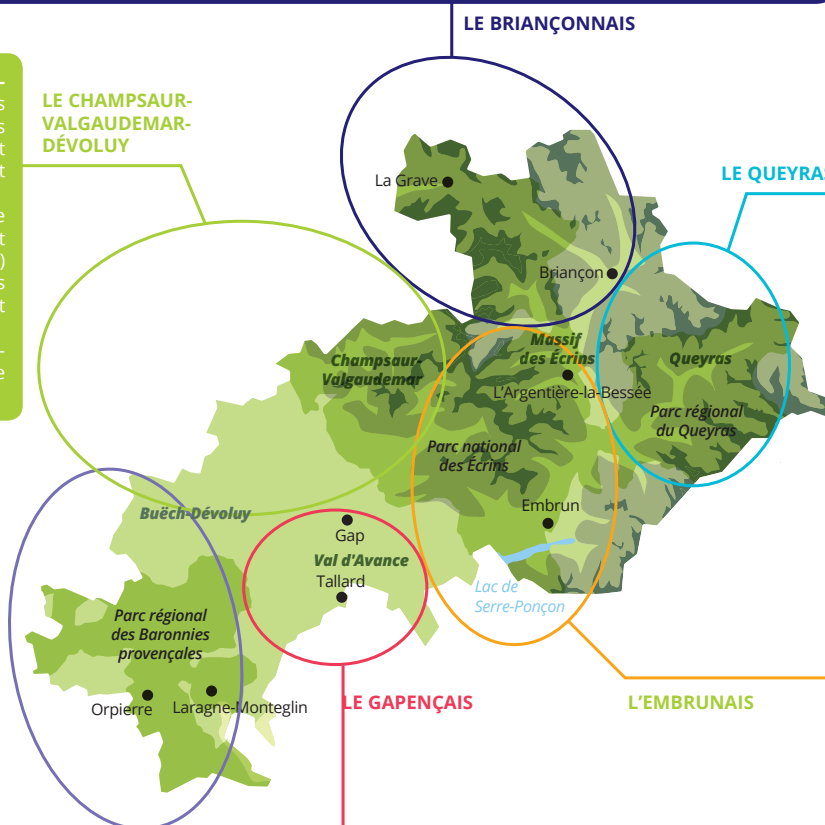 LE BRIANÇONNAIS
LE CHAMPSAUR-
VALGAUDEMAR-
DÉVOLUY
LE QUEYRAS
La Grave
Briançon
Massif
des Écrins
Champsaur-
Valgaudemar
Queyras
L'Argentière-la-Bessée
Parc régional
du Queyras
Parc national
des Écrins
Embrun
Buëch-Dévoluy
Gap
Val d'Avance
Tallard
Lac de
Serre-Ponçon
Parc régional
des Baronnies
provençales
Orpierre
Laragne-Monteglin
LE GAPENÇAIS
L'EMBRUNAIS